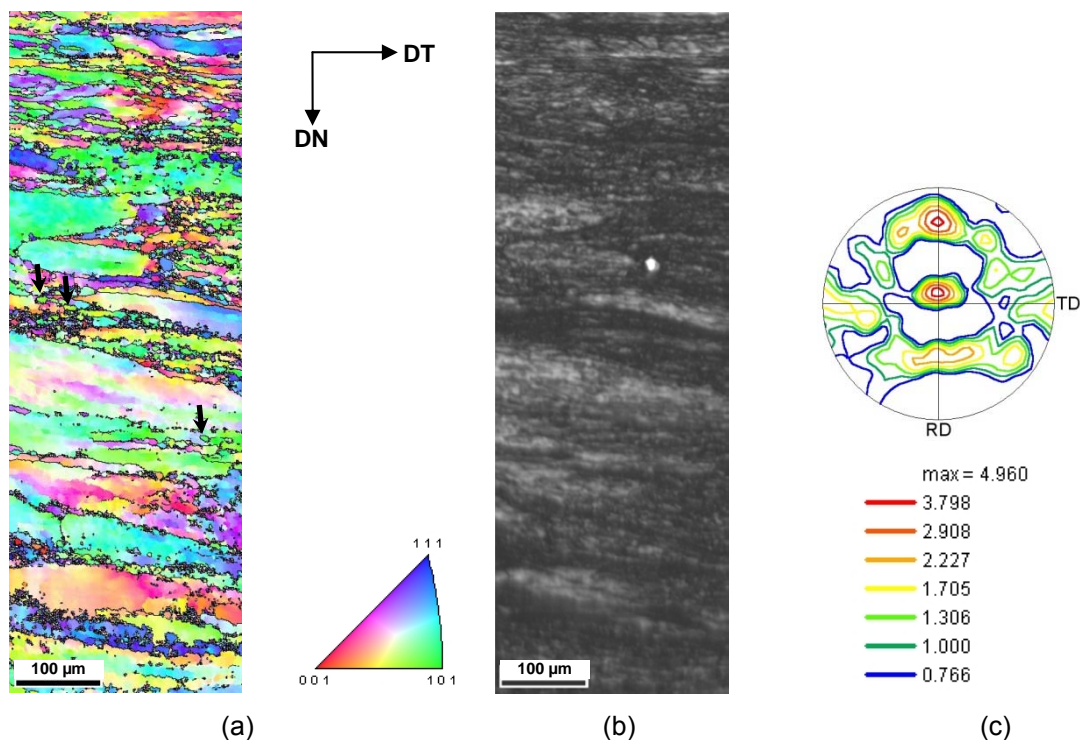 DT
DN
TD
RD
max = 4.960
3.798
2.908
2.227
1.705
1.306
1.000
0.766
111
001 101
100 µm
100 µm
(a) (b) (c)